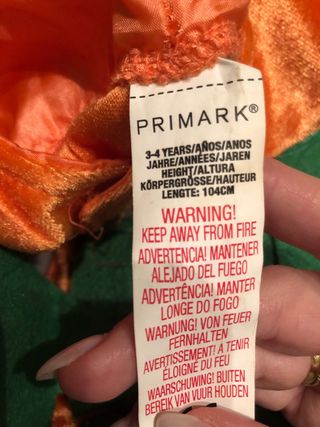 PRIMARK®
3-4 YEARS/AÑOS/ANOS
JAHRE/ANNÉES/JAREN
HEIGHT/ALTURA
KÖRPERGRÖSSE/HAUTEUR
LENGTE: 104CM
WARNING!
KEEP AWAY FROM FIRE
ADVERTENCIA! MANTENER
ALEJADO DEL FUEGO
ADVERTÊNCIA! MANTER
LONGE DO FOGO
WARNUNG! VON FEUER
FERNHALTEN
AVERTISSEMENT! À TENIR
ÉLOIGNÉ DU FEU
WAARSCHUWING! BUITEN
BEREIK VAN VUUR HOUDEN